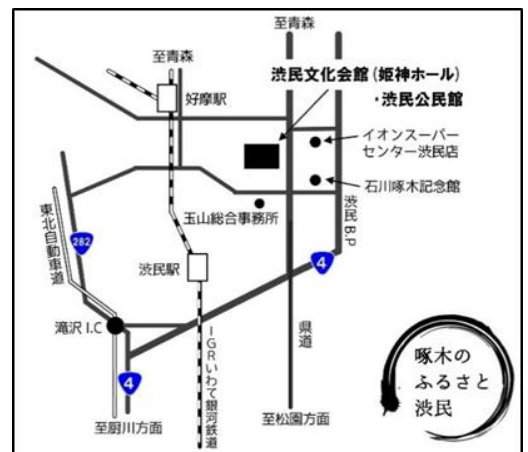 至青森
至青森
渋民文化会館(姫神ホール)
・渋民公民館
好摩駅
イオンスーパー
センター渋民店
石川啄木記念館
玉山総合事務所
渋民B.P
東北自動車道
282
渋民駅
4
滝沢I.C
IGRいわて銀河鉄道
県道
4
至厨川方面
至松園方面
啄木の
ふるさと
渋民